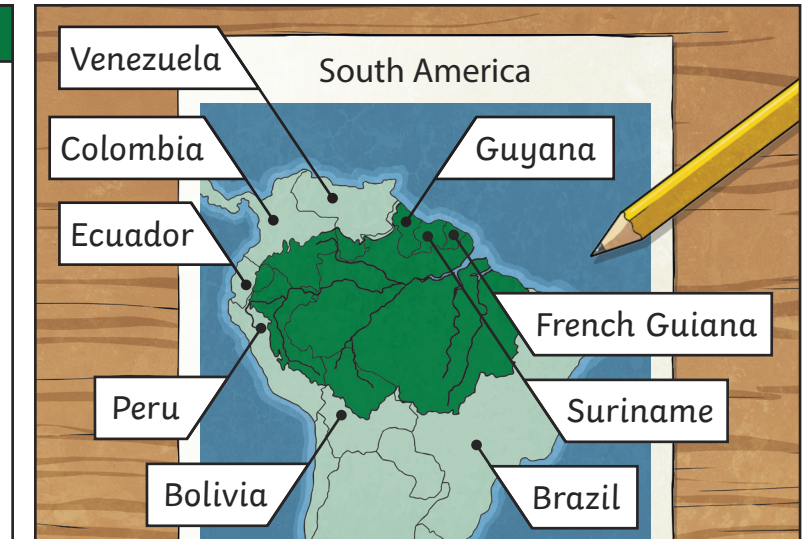 South America
Venezuela
Colombia
Ecuador
Peru
Bolivia
Guyana
French Guiana
Suriname
Brazil